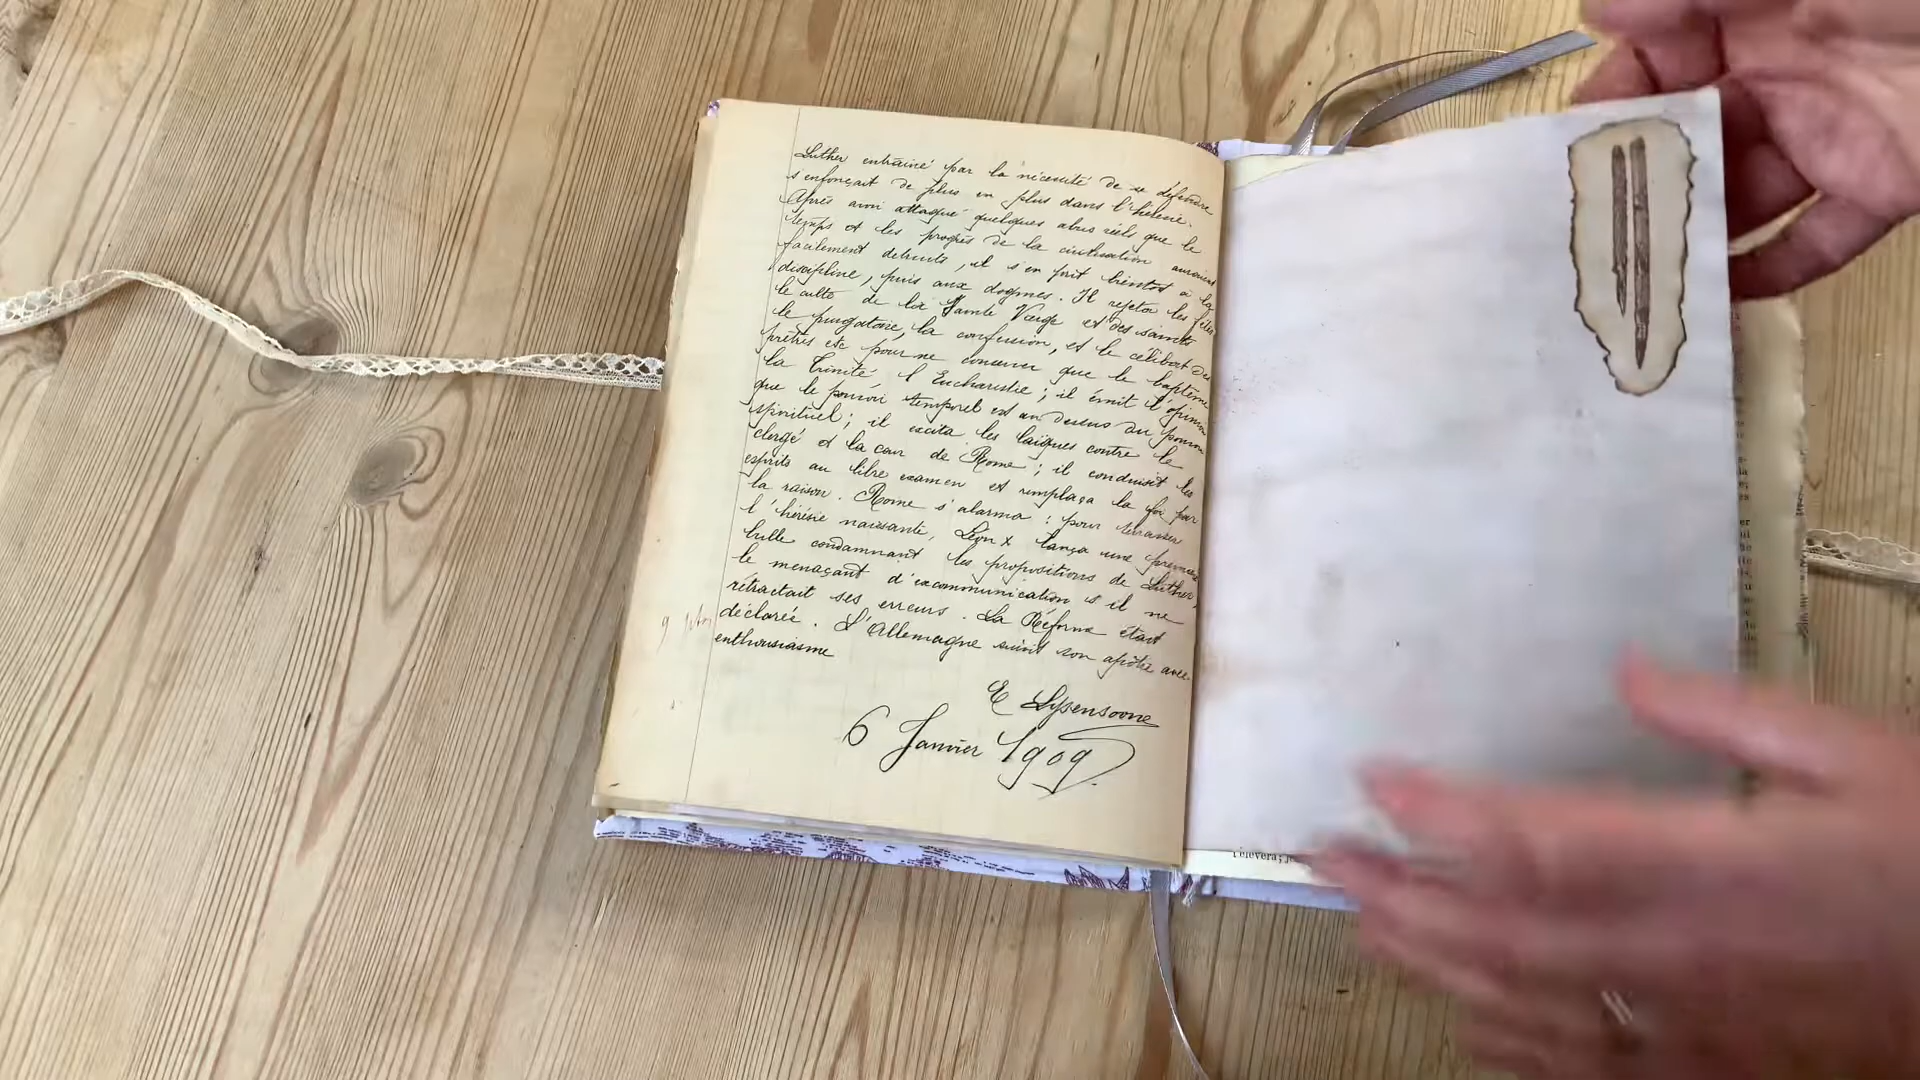 Luther entrainé par la nécessité de se défendre
s'enfonçait de plus en plus dans l'hérésie.
Après avoir attaqué quelques abus réels que le
temps et les progrès de la civilisation auraient
facilement detruits, il s'en prit bientôt à la
discipline, puis aux dogmes. Il rejeta les fêtes
le culte de la Sainte Vierge et des saints
le purgatoire, la confession, et le célibat des
prêtres etc pour ne conserver que le baptême
la Trinité l'Eucharistie; il émit l'opinion
que le pouvoir temporel est au dessus du pouvoir
spirituel; il excita les laïques contre le
clergé et la cour de Rome; il conduisit les
esprits au libre examen et remplaça la foi par
la raison. Rome s'alarma: pour terrasser
l'hérésie naissante, Léon X lança une première
bulle condamnant les propositions de Luther,
le menaçant d'excommunication s'il ne
rétractait ses erreurs. La Réforme était
déclarée. L'Allemagne suivit son apôtre avec
enthousiasme
E Lysensoone
6 Janvier 1909.
relevera;